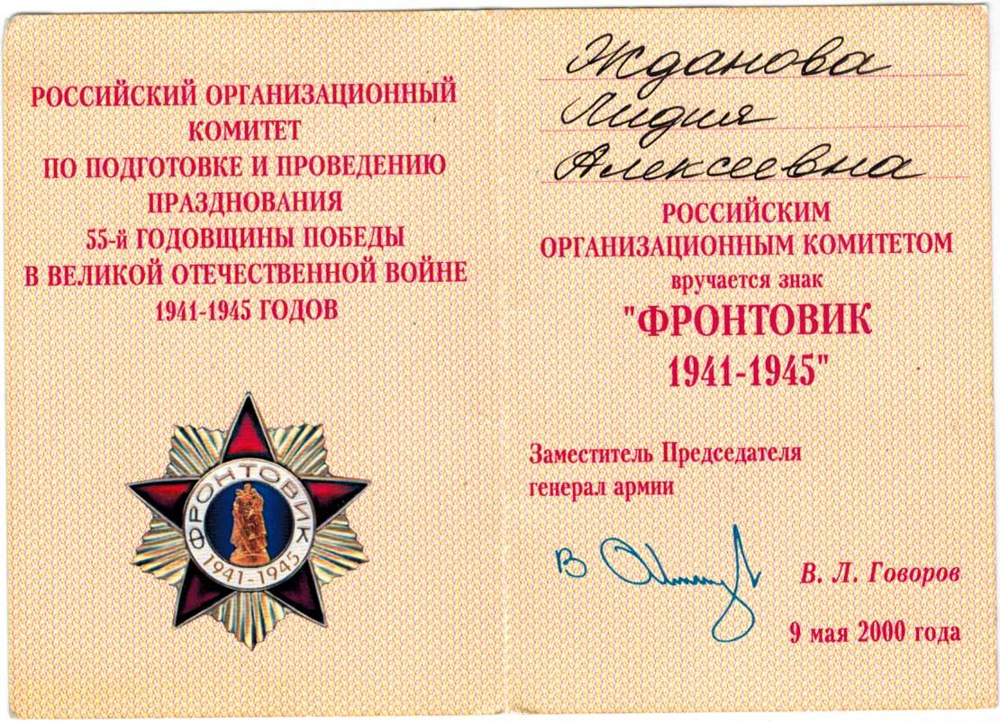 РОССИЙСКИЙ ОРГАНИЗАЦИОННЫЙ
КОМИТЕТ
ПО ПОДГОТОВКЕ И ПРОВЕДЕНИЮ
ПРАЗДНОВАНИЯ
55-й ГОДОВЩИНЫ ПОБЕДЫ
В ВЕЛИКОЙ ОТЕЧЕСТВЕННОЙ ВОЙНЕ
1941-1945 ГОДОВ
ФРОНТОВИК
1941-1945
Жданова
Лидия
Алексеевна
РОССИЙСКИМ
ОРГАНИЗАЦИОННЫМ КОМИТЕТОМ
вручается знак
"ФРОНТОВИК
1941-1945"
Заместитель Председателя
генерал армии
В. Л. Говоров
9 мая 2000 года